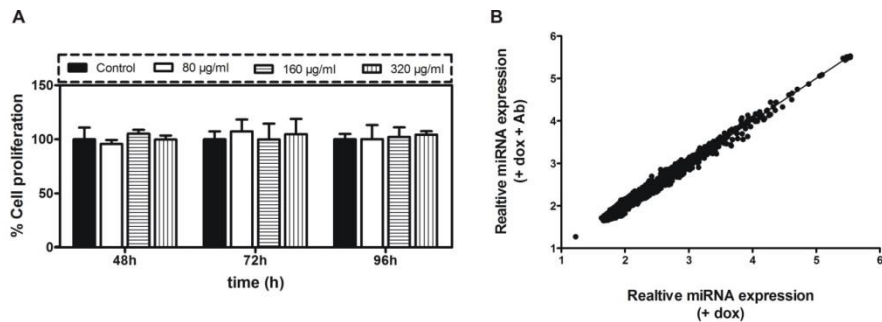 A
Control 80 µg/ml 160 µg/ml 320 µg/ml
150
100
50
0
% Cell proliferation
48h 72h 96h
time (h)
B
6
5
4
3
2
1
Realtive miRNA expression
(+ dox + Ab)
1 2 3 4 5 6
Realtive miRNA expression
(+ dox)